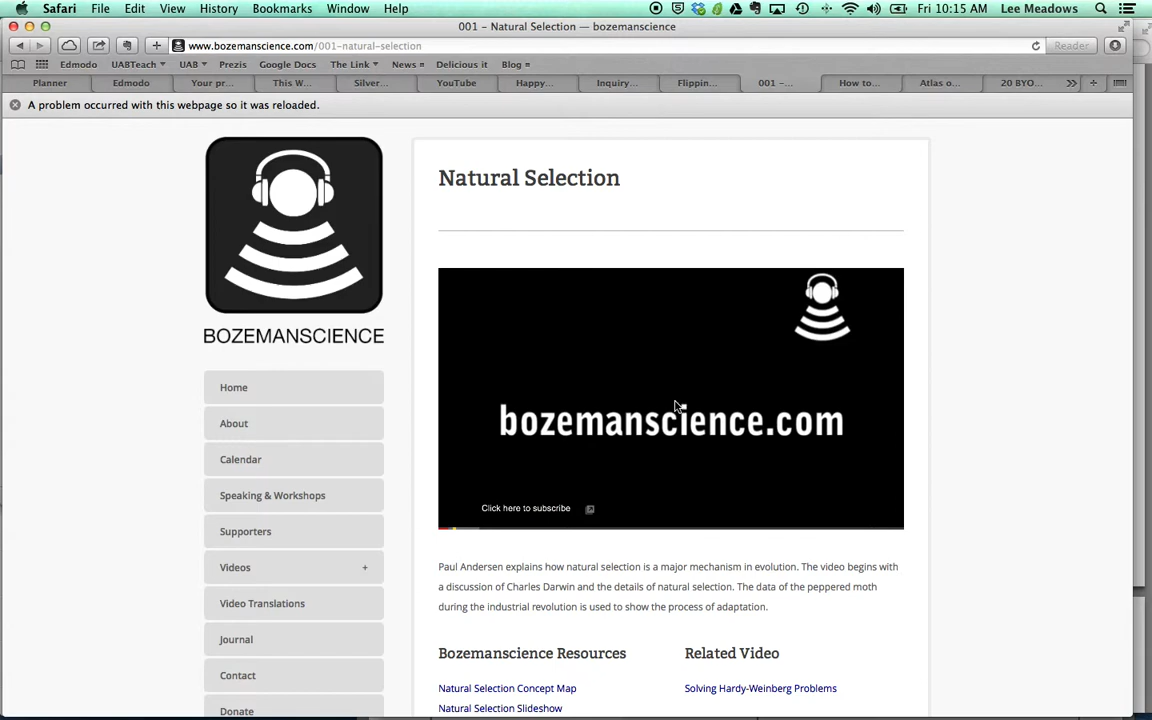 Safari File Edit View History Bookmarks Window Help Fri 10:15 AM Lee Meadows
001 – Natural Selection — bozemanscience
www.bozemanscience.com/001-natural-selection Reader
Edmodo UABTeach UAB Prezis Google Docs The Link News Delicious it Blog
Planner Edmodo Your pr... This W... Silver... YouTube Happy... Inquiry... Flippin... 001 –... How to... Atlas o... 20 BYO... >>
A problem occurred with this webpage so it was reloaded.
BOZEMANSCIENCE
Home
About
Calendar
Speaking & Workshops
Supporters
Videos +
Video Translations
Journal
Contact
Donate
Natural Selection
bozemanscience.com
Click here to subscribe
Paul Andersen explains how natural selection is a major mechanism in evolution. The video begins with
a discussion of Charles Darwin and the details of natural selection. The data of the peppered moth
during the industrial revolution is used to show the process of adaptation.
Bozemanscience Resources
Natural Selection Concept Map
Natural Selection Slideshow
Related Video
Solving Hardy-Weinberg Problems